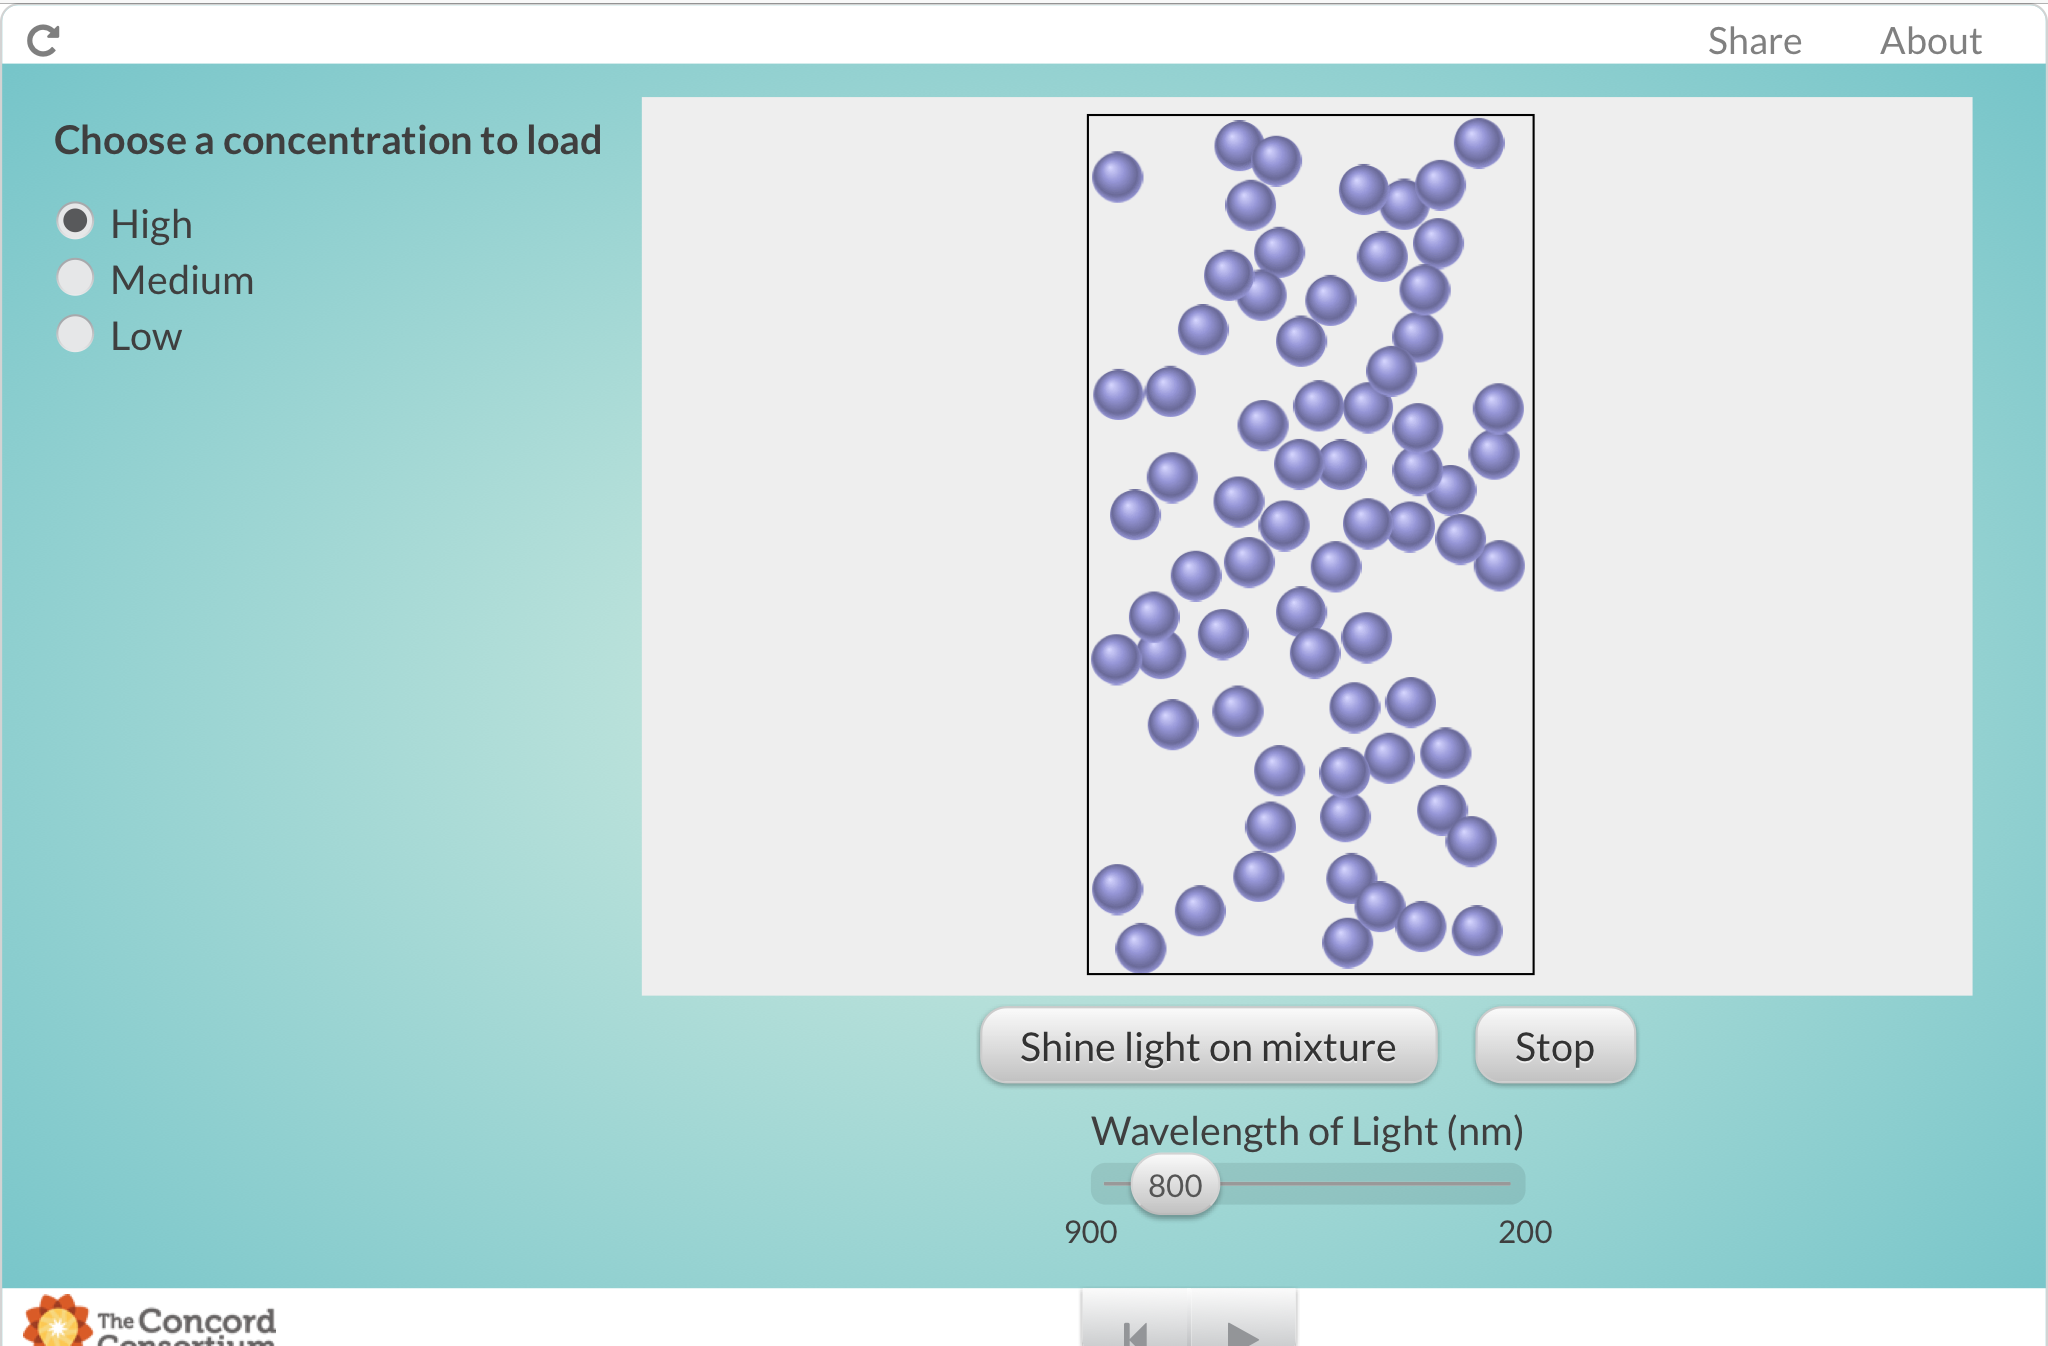 Share About
Choose a concentration to load
High
Medium
Low
Shine light on mixture Stop
Wavelength of Light (nm)
800
900 200
The Concord
Consortium